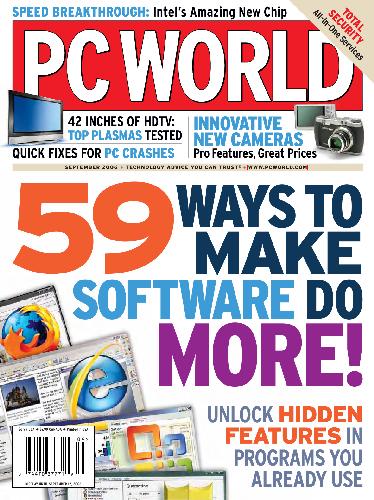 SPEED BREAKTHROUGH: Intel's Amazing New Chip
TOTAL
SECURITY
All-in-One Services
PC WORLD
42 INCHES OF HDTV:
TOP PLASMAS TESTED
QUICK FIXES FOR PC CRASHES
INNOVATIVE
NEW CAMERAS
Pro Features, Great Prices
SEPTEMBER 2006 • TECHNOLOGY ADVICE YOU CAN TRUST • WWW.PCWORLD.COM
59 WAYS TO
MAKE
SOFTWARE DO
MORE!
UNLOCK HIDDEN
FEATURES IN
PROGRAMS YOU
ALREADY USE